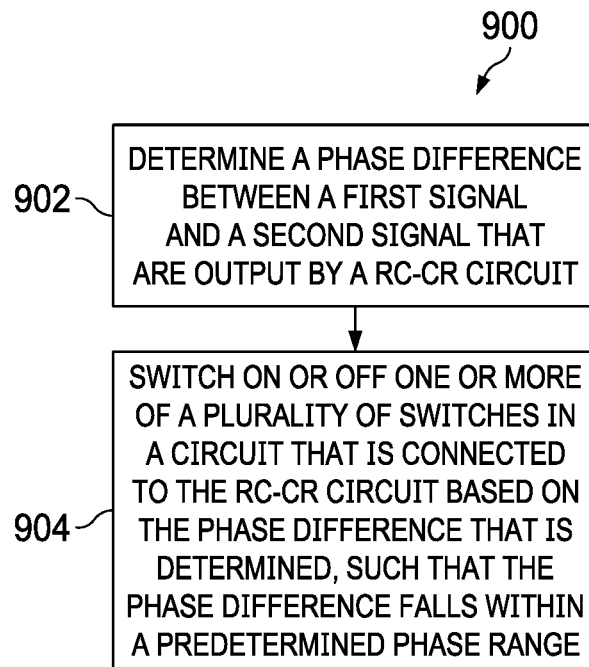 900
902
DETERMINE A PHASE DIFFERENCE
BETWEEN A FIRST SIGNAL
AND A SECOND SIGNAL THAT
ARE OUTPUT BY A RC-CR CIRCUIT
904
SWITCH ON OR OFF ONE OR MORE
OF A PLURALITY OF SWITCHES IN
A CIRCUIT THAT IS CONNECTED
TO THE RC-CR CIRCUIT BASED ON
THE PHASE DIFFERENCE THAT IS
DETERMINED, SUCH THAT THE
PHASE DIFFERENCE FALLS WITHIN
A PREDETERMINED PHASE RANGE